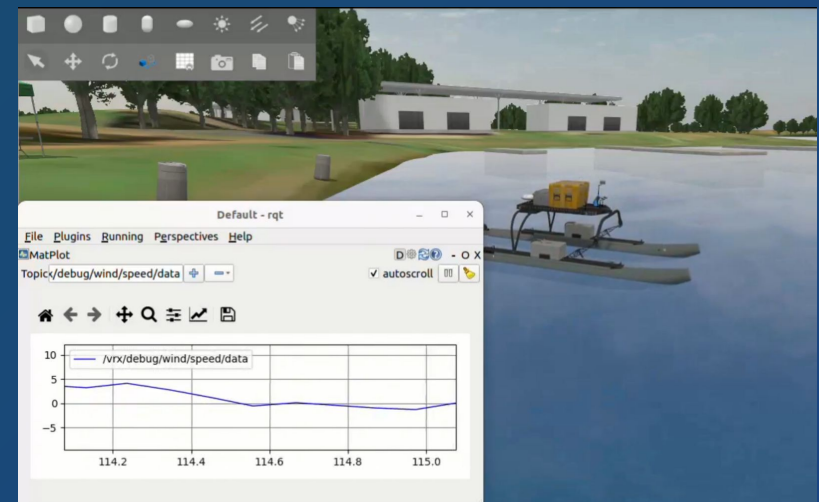 Default - rqt
File Plugins Running Perspectives Help
MatPlot
D
- O X
Topic /debug/wind/speed/data
autoscroll
/vrx/debug/wind/speed/data
10
5
0
−5
114.2 114.4 114.6 114.8 115.0